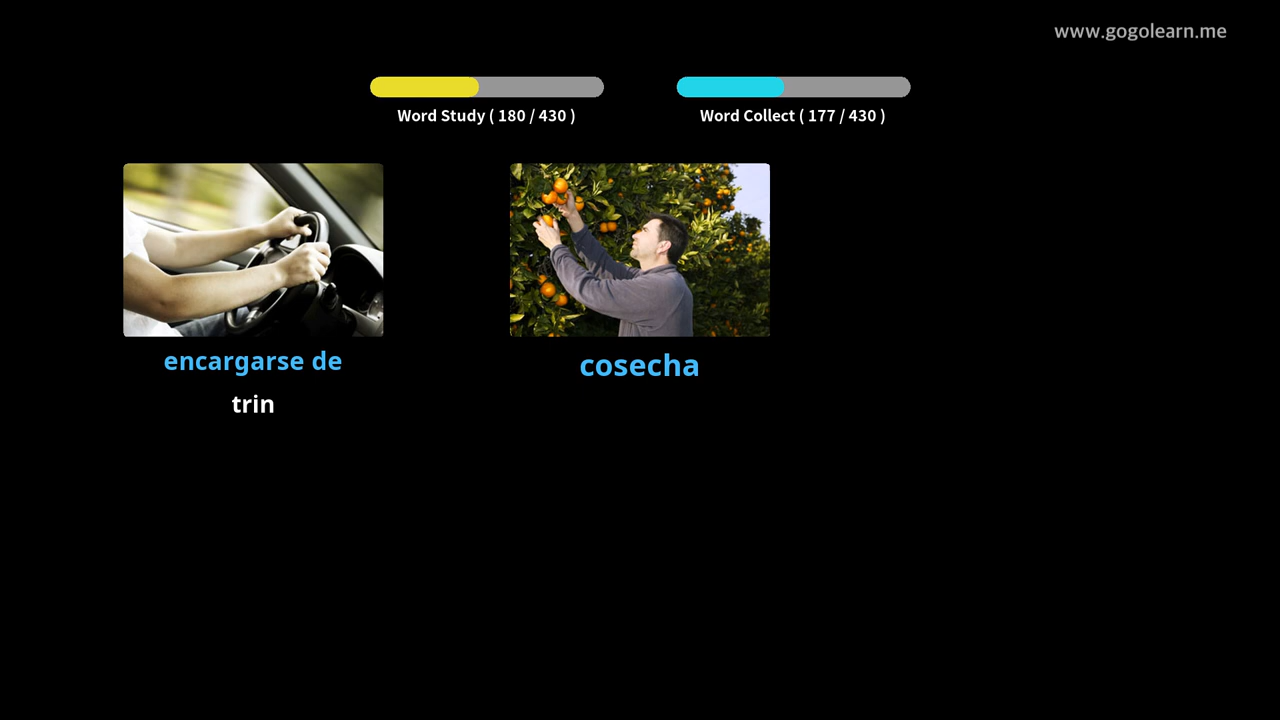 www.gogolearn.me
Word Study ( 180 / 430 )
Word Collect ( 177 / 430 )
encargarse de
trin
cosecha